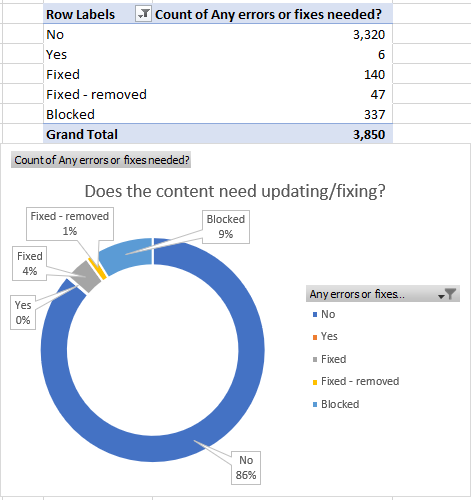 Row Labels Count of Any errors or fixes needed?
No 3,320
Yes 6
Fixed 140
Fixed - removed 47
Blocked 337
Grand Total 3,850
Count of Any errors or fixes needed?
Does the content need updating/fixing?
Fixed - removed
1%
Blocked
9%
Fixed
4%
Yes
0%
No
86%
Any errors or fixes...
No
Yes
Fixed
Fixed - removed
Blocked